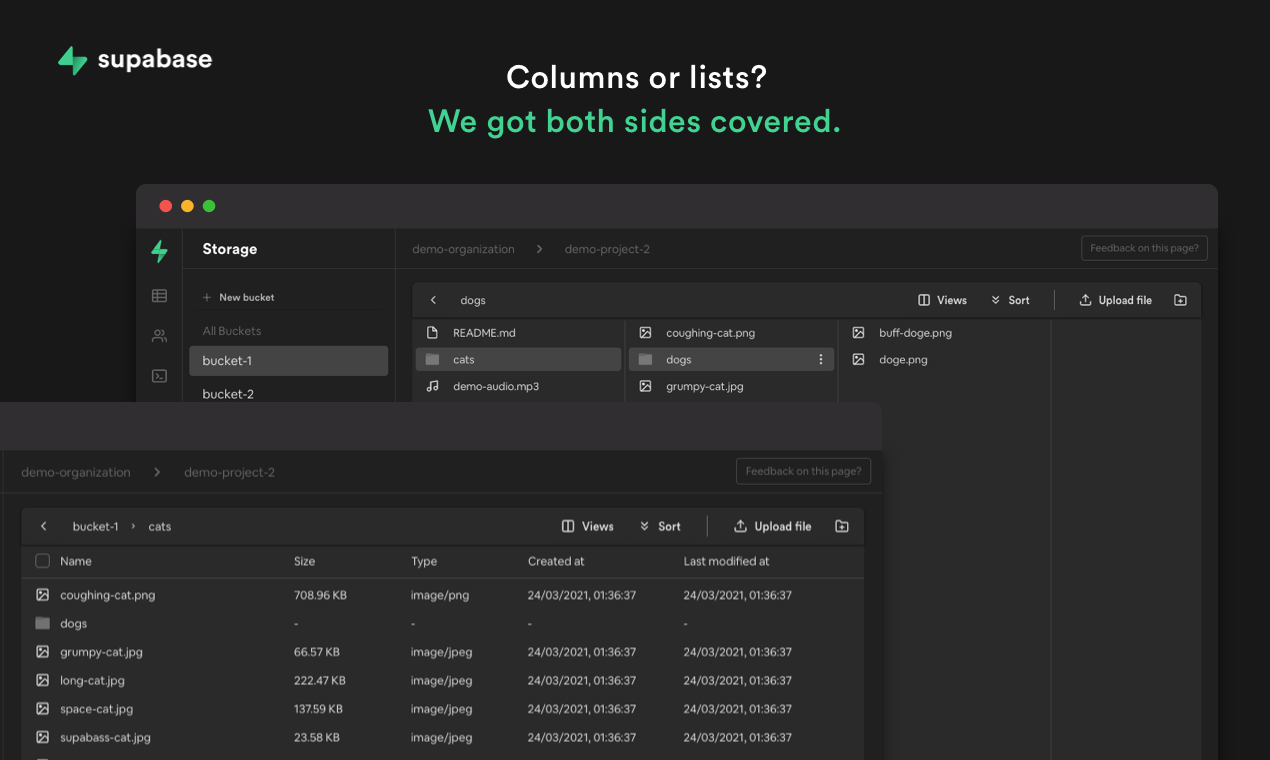 supabase
Columns or lists?
We got both sides covered.
Storage
demo-organization > demo-project-2
Feedback on this page?
+ New bucket
All Buckets
bucket-1
bucket-2
dogs
Views
Sort
Upload file
README.md
cats
demo-audio.mp3
coughing-cat.png
dogs
grumpy-cat.jpg
buff-doge.png
doge.png
demo-organization > demo-project-2
Feedback on this page?
bucket-1 > cats
Views
Sort
Upload file
Name Size Type Created at Last modified at
coughing-cat.png 708.96 KB image/png 24/03/2021, 01:36:37 24/03/2021, 01:36:37
dogs - - - -
grumpy-cat.jpg 66.57 KB image/jpeg 24/03/2021, 01:36:37 24/03/2021, 01:36:37
long-cat.jpg 222.47 KB image/jpeg 24/03/2021, 01:36:37 24/03/2021, 01:36:37
space-cat.jpg 137.59 KB image/jpeg 24/03/2021, 01:36:37 24/03/2021, 01:36:37
supabass-cat.jpg 23.58 KB image/jpeg 24/03/2021, 01:36:37 24/03/2021, 01:36:37